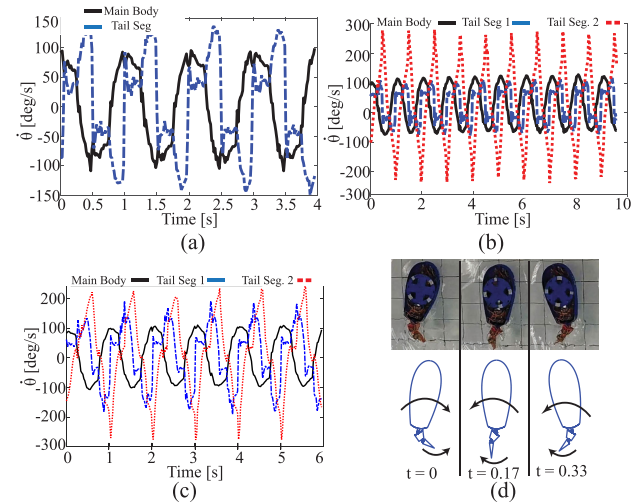 Main Body
Tail Seg
150
100
50
0
-50
-100
-150
θ̇ [deg/s]
0 0.5 1 1.5 2 2.5 3 3.5 4
Time [s]
(a)
Main Body Tail Seg 1 Tail Seg. 2
300
200
100
0
-100
-200
300
θ̇ [deg/s]
0 2 4 6 8 10
Time [s]
(b)
Main Body Tail Seg 1 Tail Seg. 2
200
100
0
-100
-200
-300
θ̇ [deg/s]
0 1 2 3 4 5 6
Time [s]
(c)
t = 0 t = 0.17 t = 0.33
(d)